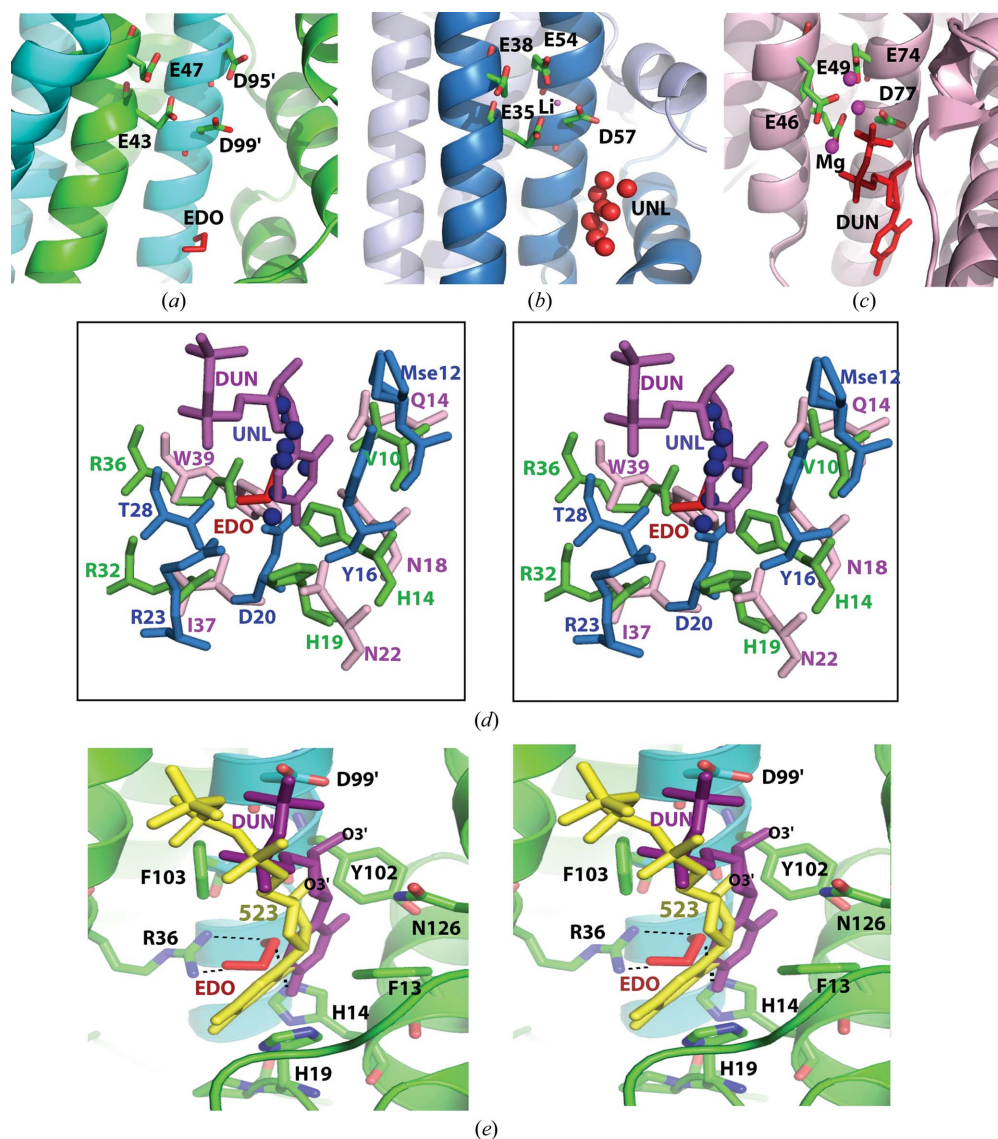 E47
D95'
E43
D99'
EDO
(a)
E38
E54
E35
Li
D57
UNL
(b)
E49
E74
D77
E46
Mg
DUN
(c)
DUN
Mse12
Q14
UNL
V10
R36
W39
T28
EDO
R32
Y16
N18
H14
R23
I37
D20
H19
N22
DUN
Mse12
Q14
UNL
V10
R36
W39
T28
EDO
R32
Y16
N18
H14
R23
I37
D20
H19
N22
(d)
D99'
DUN
O3'
F103
Y102
O3'
523
N126
R36
EDO
F13
H14
H19
D99'
DUN
O3'
F103
Y102
O3'
523
N126
R36
EDO
F13
H14
H19
(e)